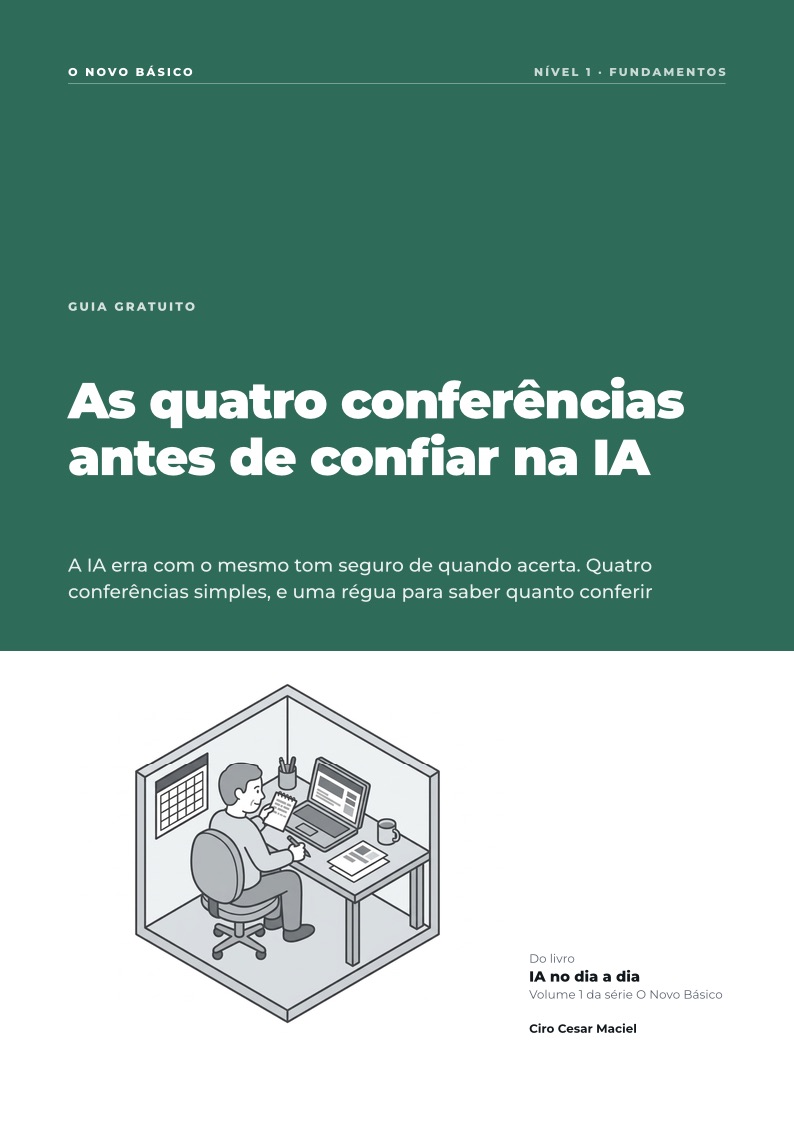 O NOVO BÁSICO
NÍVEL 1 · FUNDAMENTOS
GUIA GRATUITO
As quatro conferências
antes de confiar na IA
A IA erra com o mesmo tom seguro de quando acerta. Quatro
conferências simples, e uma régua para saber quanto conferir
Do livro
IA no dia a dia
Volume 1 da série O Novo Básico
Ciro Cesar Maciel